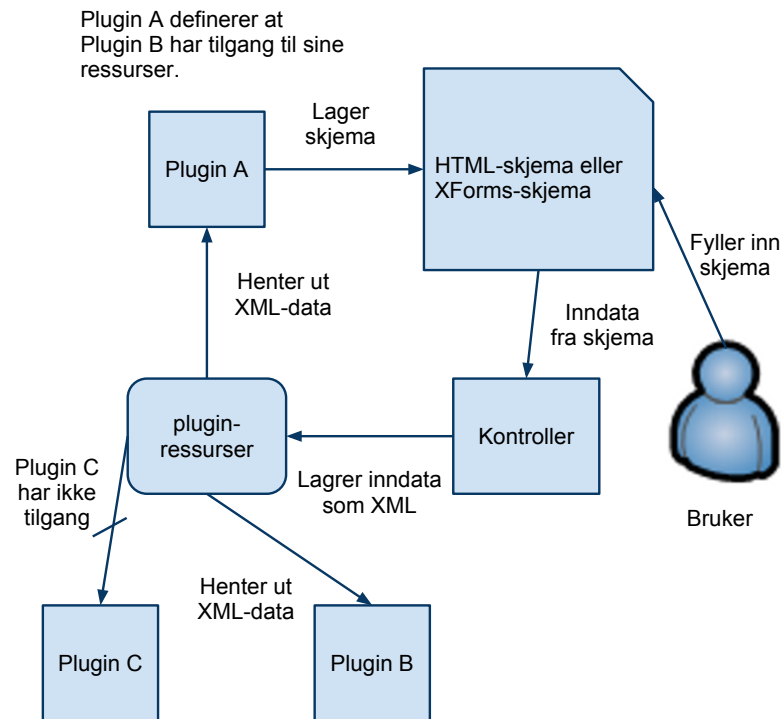 Plugin A definerer at
Plugin B har tilgang til sine
ressurser.
Lager
skjema
Plugin A
HTML-skjema eller
XForms-skjema
Fyller inn
skjema
Henter ut
XML-data
Inndata
fra skjema
plugin-
ressurser
Kontroller
Plugin C
har ikke
tilgang
Lagrer inndata
som XML
Bruker
Henter ut
XML-data
Plugin C
Plugin B